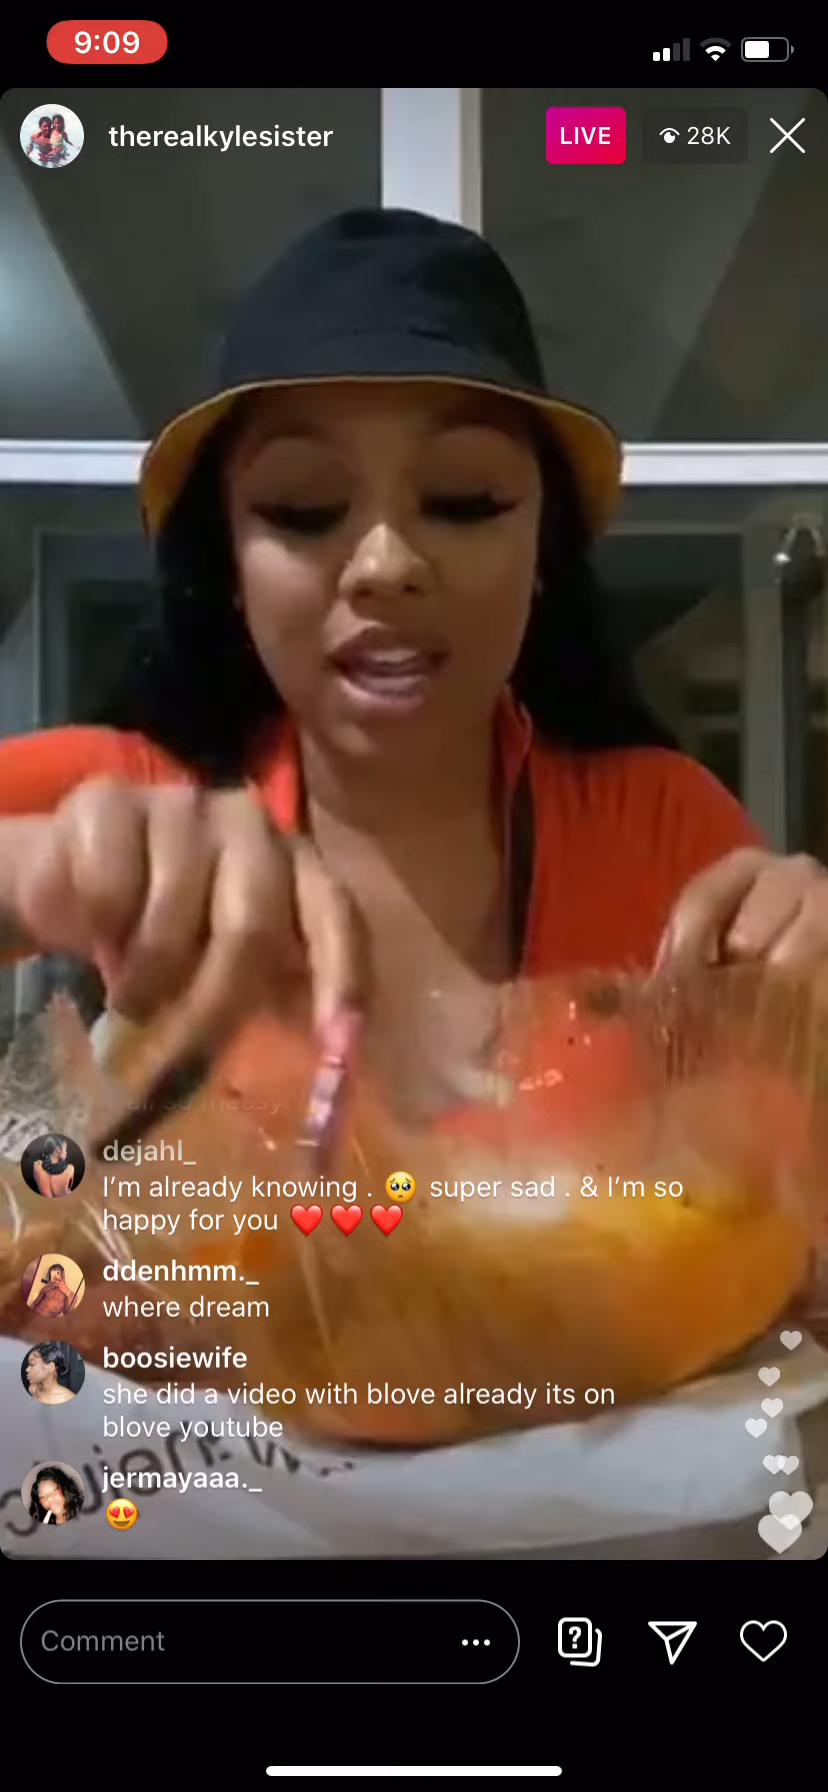 9:09
therealkylesister
LIVE
28K
dejahl_
I'm already knowing . 🥺 super sad . & I'm so
happy for you ❤️❤️❤️
ddenhmm._
where dream
boosiewife
she did a video with blove already its on
blove youtube
jermayaaa._
😍
Comment